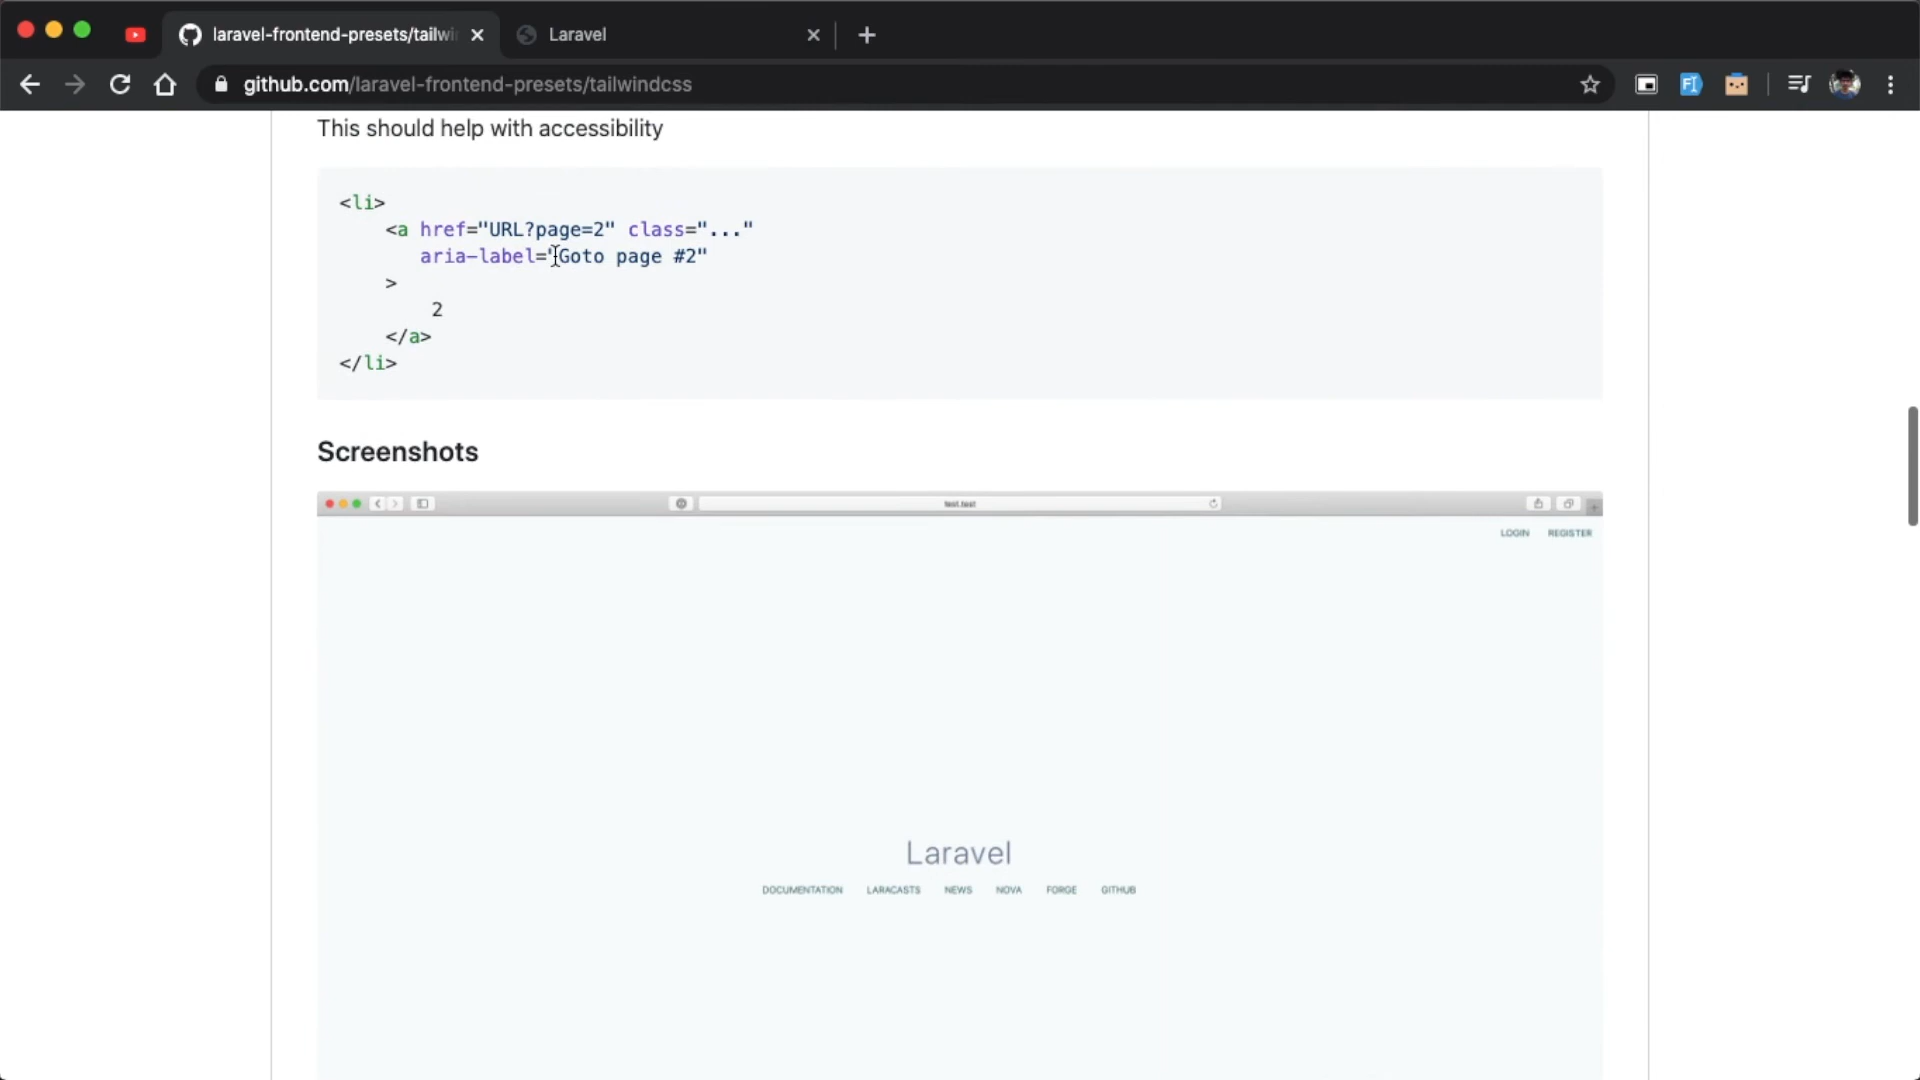 laravel-frontend-presets/tailwi
Laravel
github.com/laravel-frontend-presets/tailwindcss
This should help with accessibility
<li>
<a href="URL?page=2" class="..."
aria-label="Goto page #2"
>
2
</a>
</li>
Screenshots
test.test
LOGIN REGISTER
Laravel
DOCUMENTATION LARACASTS NEWS NOVA FORGE GITHUB